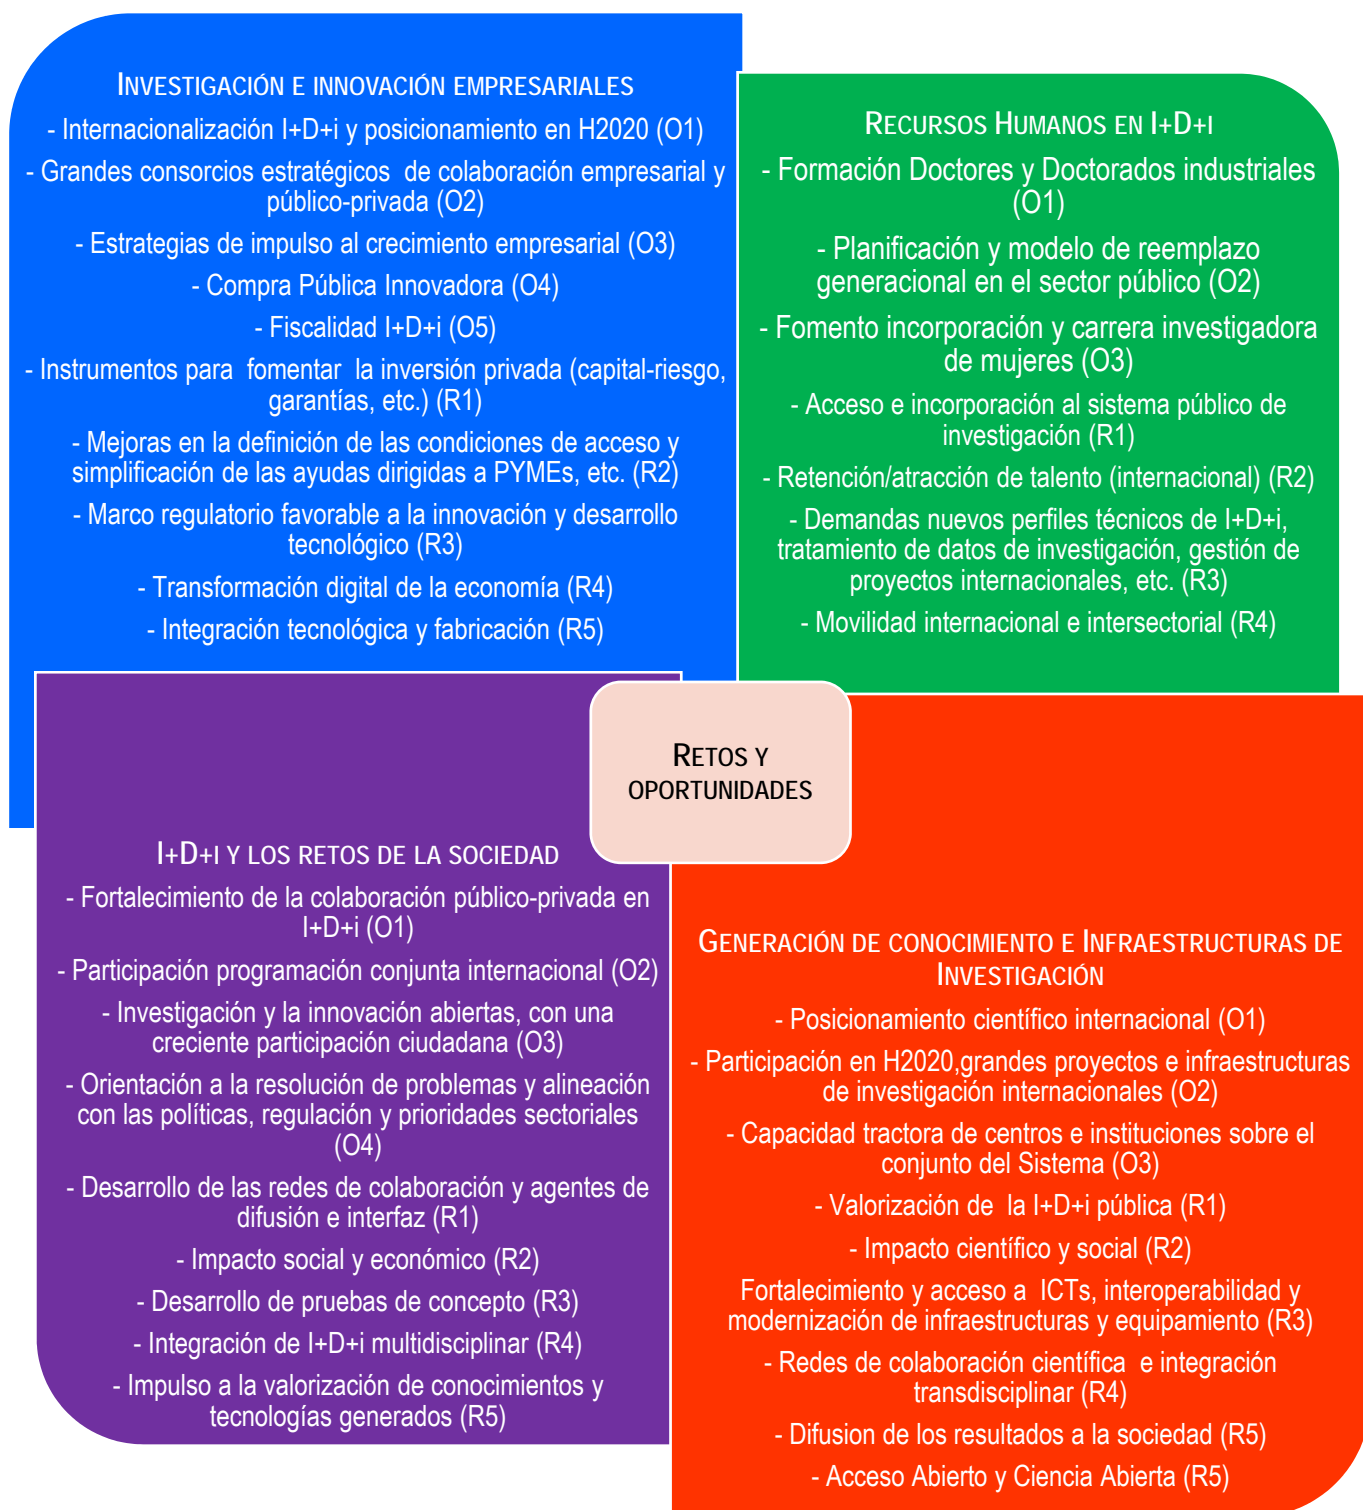 INVESTIGACIÓN E INNOVACIÓN EMPRESARIALES
- Internacionalización I+D+i y posicionamiento en H2020 (O1)
- Grandes consorcios estratégicos de colaboración empresarial y
público-privada (O2)
- Estrategias de impulso al crecimiento empresarial (O3)
- Compra Pública Innovadora (O4)
- Fiscalidad I+D+i (O5)
- Instrumentos para fomentar la inversión privada (capital-riesgo,
garantías, etc.) (R1)
- Mejoras en la definición de las condiciones de acceso y
simplificación de las ayudas dirigidas a PYMEs, etc. (R2)
- Marco regulatorio favorable a la innovación y desarrollo
tecnológico (R3)
- Transformación digital de la economía (R4)
- Integración tecnológica y fabricación (R5)
RECURSOS HUMANOS EN I+D+I
- Formación Doctores y Doctorados industriales
(O1)
- Planificación y modelo de reemplazo
generacional en el sector público (O2)
- Fomento incorporación y carrera investigadora
de mujeres (O3)
- Acceso e incorporación al sistema público de
investigación (R1)
- Retención/atracción de talento (internacional) (R2)
- Demandas nuevos perfiles técnicos de I+D+i,
tratamiento de datos de investigación, gestión de
proyectos internacionales, etc. (R3)
- Movilidad internacional e intersectorial (R4)
RETOS Y
OPORTUNIDADES
I+D+I Y LOS RETOS DE LA SOCIEDAD
- Fortalecimiento de la colaboración público-privada en
I+D+i (O1)
- Participación programación conjunta internacional (O2)
- Investigación y la innovación abiertas, con una
creciente participación ciudadana (O3)
- Orientación a la resolución de problemas y alineación
con las políticas, regulación y prioridades sectoriales
(O4)
- Desarrollo de las redes de colaboración y agentes de
difusión e interfaz (R1)
- Impacto social y económico (R2)
- Desarrollo de pruebas de concepto (R3)
- Integración de I+D+i multidisciplinar (R4)
- Impulso a la valorización de conocimientos y
tecnologías generados (R5)
GENERACIÓN DE CONOCIMIENTO E INFRAESTRUCTURAS DE
INVESTIGACIÓN
- Posicionamiento científico internacional (O1)
- Participación en H2020,grandes proyectos e infraestructuras
de investigación internacionales (O2)
- Capacidad tractora de centros e instituciones sobre el
conjunto del Sistema (O3)
- Valorización de la I+D+i pública (R1)
- Impacto científico y social (R2)
Fortalecimiento y acceso a ICTs, interoperabilidad y
modernización de infraestructuras y equipamiento (R3)
- Redes de colaboración científica e integración
transdisciplinar (R4)
- Difusion de los resultados a la sociedad (R5)
- Acceso Abierto y Ciencia Abierta (R5)